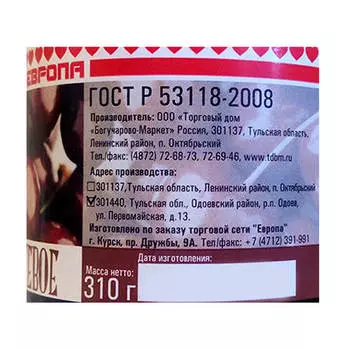 ЕВРОПА
ГОСТ Р 53118-2008
Производитель: ООО «Торговый дом
«Богучарово-Маркет» Россия, 301137, Тульская область,
Ленинский район, п. Октябрьский
Тел./факс: (4872) 72-68-73, 72-69-46, www.tdbm.ru
Адрес производства:
301137, Тульская область, Ленинский район, п. Октябрьский
301440, Тульская обл., Одоевский район, р.п. Одоев,
ул. Первомайская, д.13.
Изготовлено по заказу торговой сети "Европа"
г. Курск, пр. Дружбы, 9А. Тел/факс: +7 (4712) 391-991
ЕВОЕ
Масса нетто:
310 г
Дата изготовления: